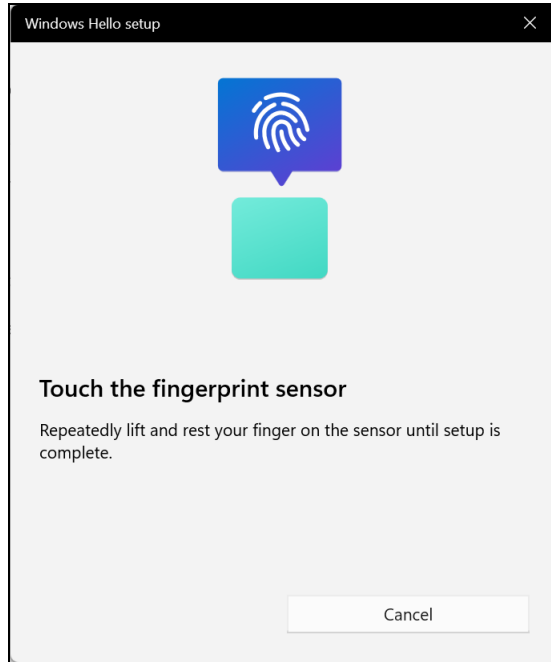 Windows Hello setup
Touch the fingerprint sensor
Repeatedly lift and rest your finger on the sensor until setup is
complete.
Cancel